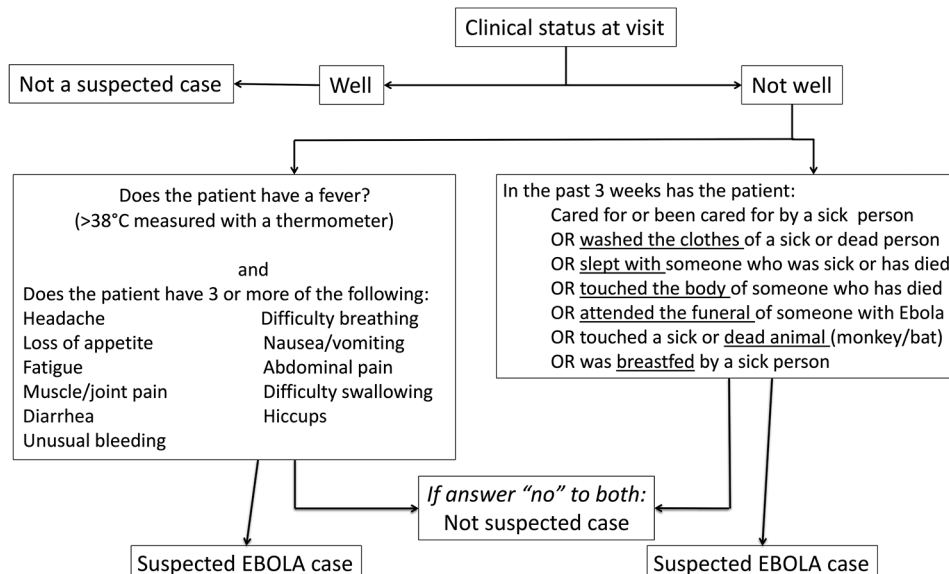 Clinical status at visit
Not a suspected case
Well
Not well
Does the patient have a fever?
(>38°C measured with a thermometer)
and
Does the patient have 3 or more of the following:
Headache
Difficulty breathing
Loss of appetite
Nausea/vomiting
Fatigue
Abdominal pain
Muscle/joint pain
Difficulty swallowing
Diarrhea
Hiccups
Unusual bleeding
In the past 3 weeks has the patient:
Cared for or been cared for by a sick person
OR washed the clothes of a sick or dead person
OR slept with someone who was sick or has died
OR touched the body of someone who has died
OR attended the funeral of someone with Ebola
OR touched a sick or dead animal (monkey/bat)
OR was breastfed by a sick person
If answer “no” to both:
Not suspected case
Suspected EBOLA case
Suspected EBOLA case